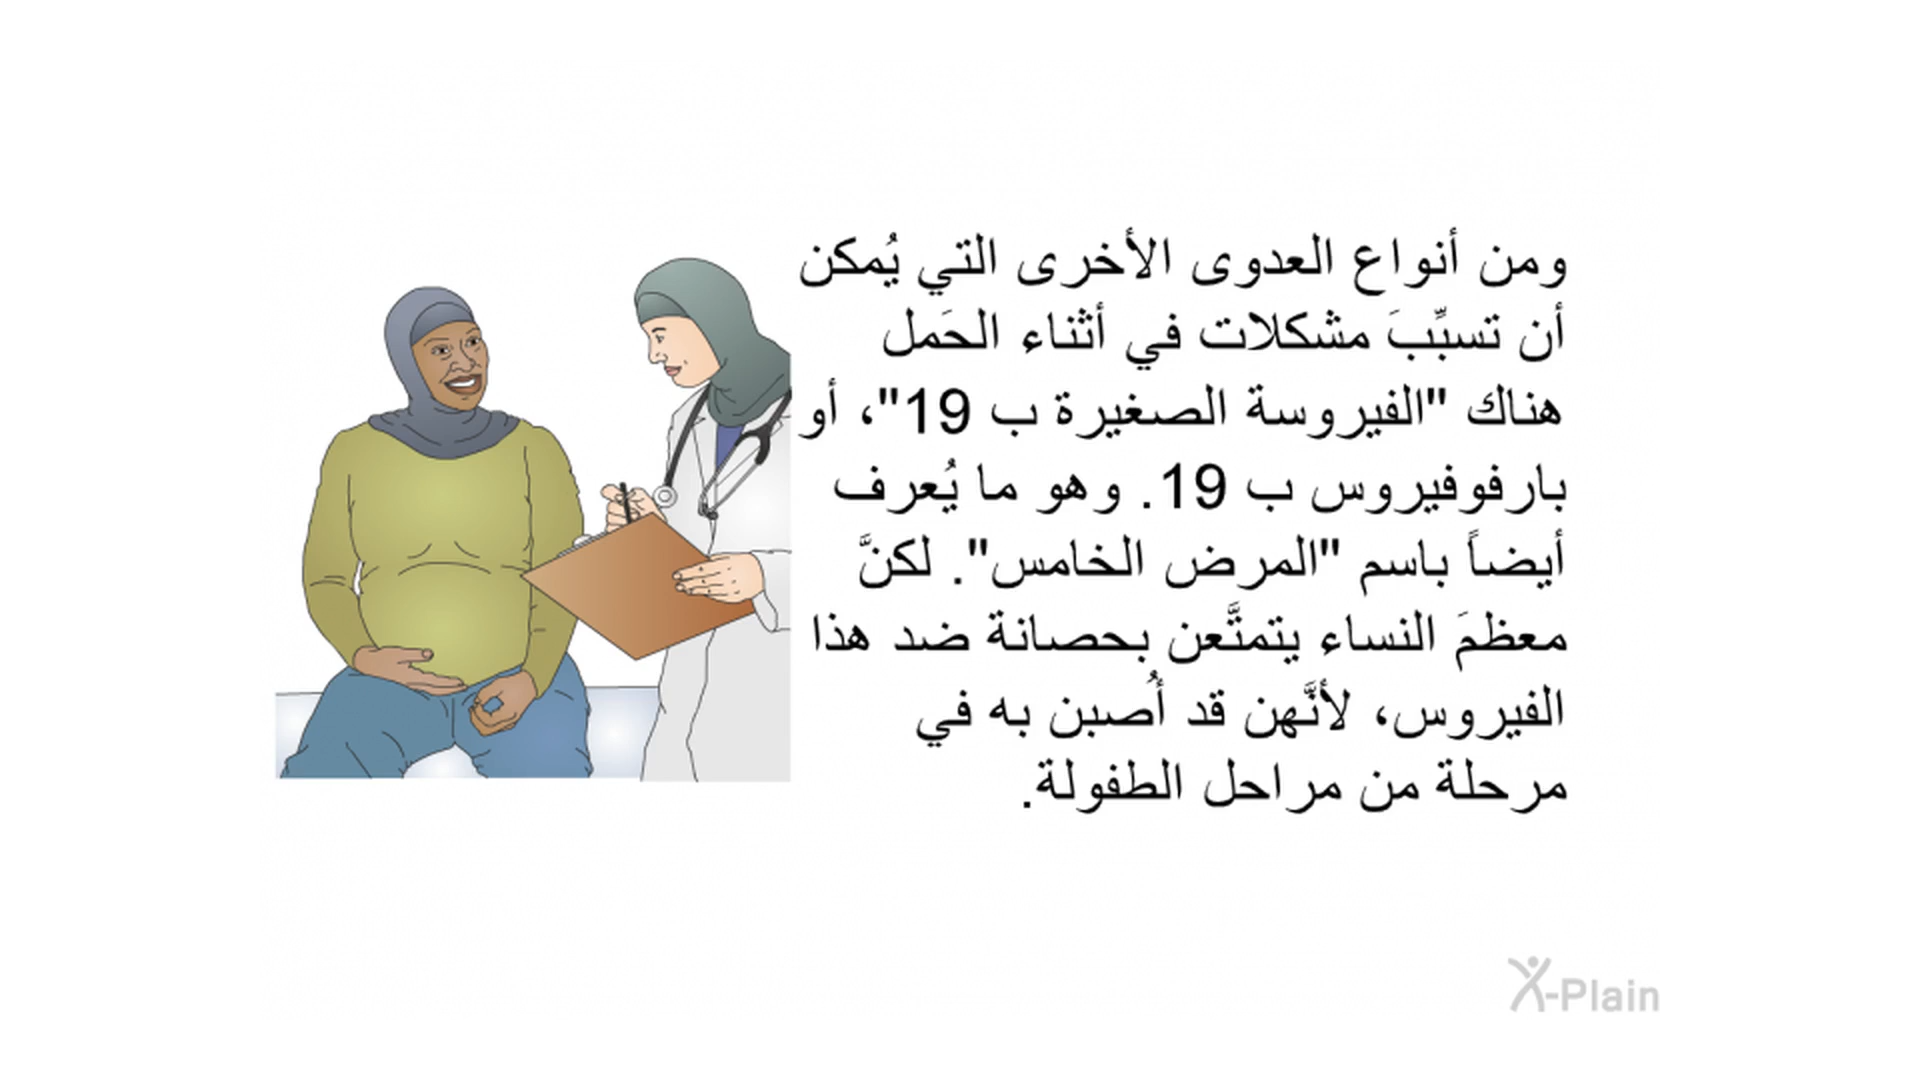 ومن أنواع العدوى الأخرى التي يُمكن
أن تسبِّبَ مشكلات في أثناء الحَمل
هناك "الفيروسة الصغيرة ب 19"، أو
بارفوفيروس ب 19. وهو ما يُعرف
أيضاً باسم "المرض الخامس". لكنَّ
معظمَ النساء يتمتَّعن بحصانة ضد هذا
الفيروس، لأنَّهن قد أُصبن به في
مرحلة من مراحل الطفولة.
X-Plain